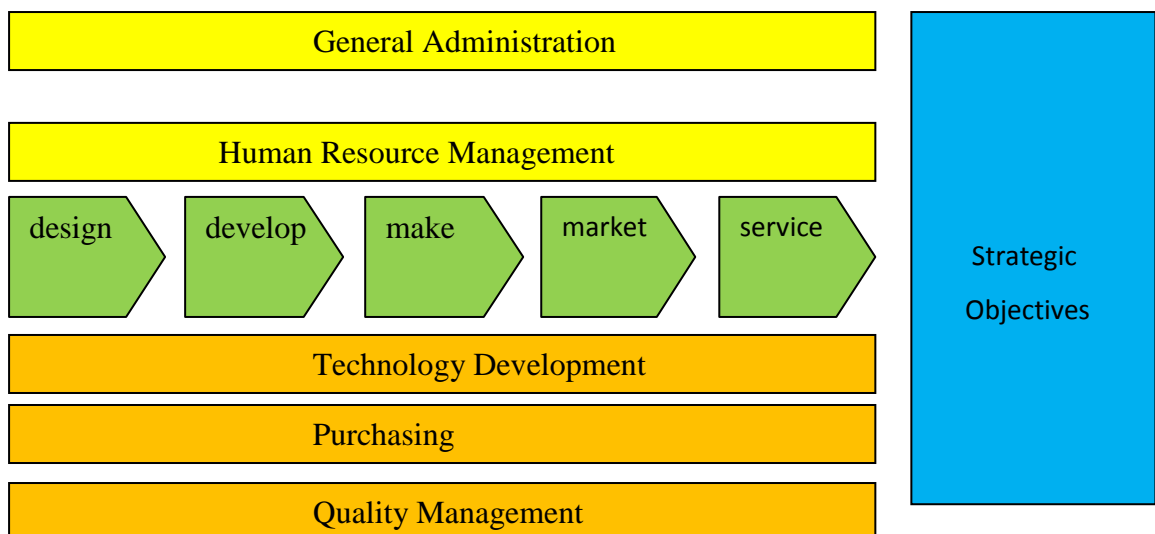 General Administration
Human Resource Management
design
develop
make
market
service
Technology Development
Purchasing
Quality Management
Strategic
Objectives